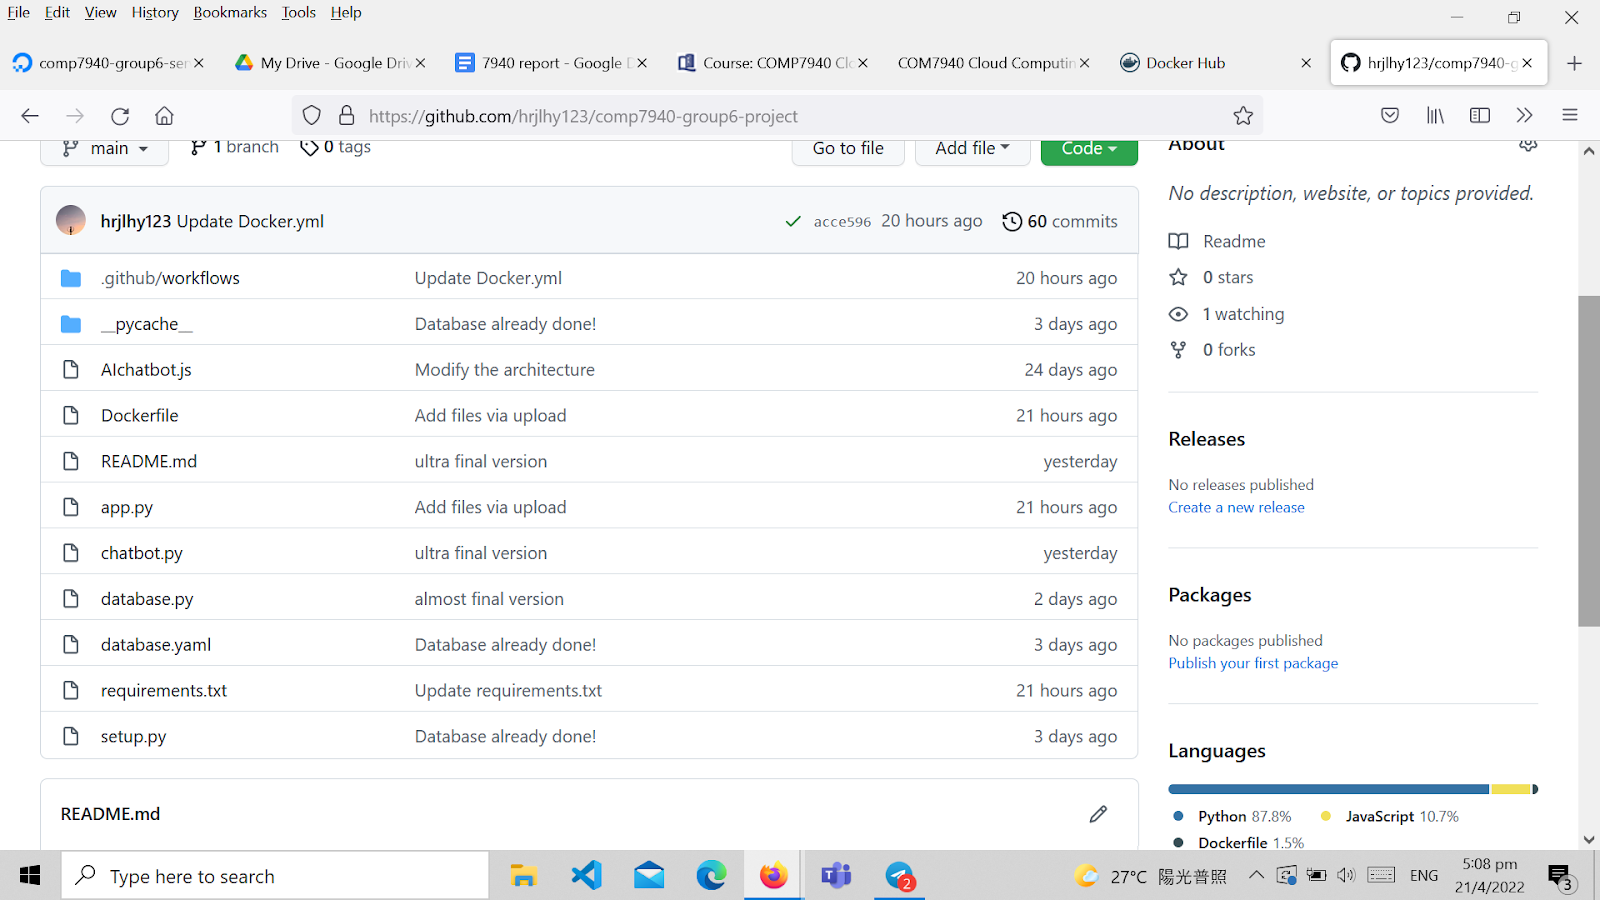 File Edit View History Bookmarks Tools Help
comp7940-group6-ser My Drive - Google Driv 7940 report - Google D Course: COMP7940 Clo COM7940 Cloud Computin Docker Hub hrjlhy123/comp7940-g
https://github.com/hrjlhy123/comp7940-group6-project
main 1 branch 0 tags Go to file Add file Code
hrjlhy123 Update Docker.yml acce596 20 hours ago 60 commits
.github/workflows Update Docker.yml 20 hours ago
__pycache__ Database already done! 3 days ago
AIchatbot.js Modify the architecture 24 days ago
Dockerfile Add files via upload 21 hours ago
README.md ultra final version yesterday
app.py Add files via upload 21 hours ago
chatbot.py ultra final version yesterday
database.py almost final version 2 days ago
database.yaml Database already done! 3 days ago
requirements.txt Update requirements.txt 21 hours ago
setup.py Database already done! 3 days ago
README.md
About
No description, website, or topics provided.
Readme
0 stars
1 watching
0 forks
Releases
No releases published
Create a new release
Packages
No packages published
Publish your first package
Languages
Python 87.8% JavaScript 10.7%
Dockerfile 1.5%
Type here to search
2
27°C 陽光普照
ENG
5:08 pm
21/4/2022
3